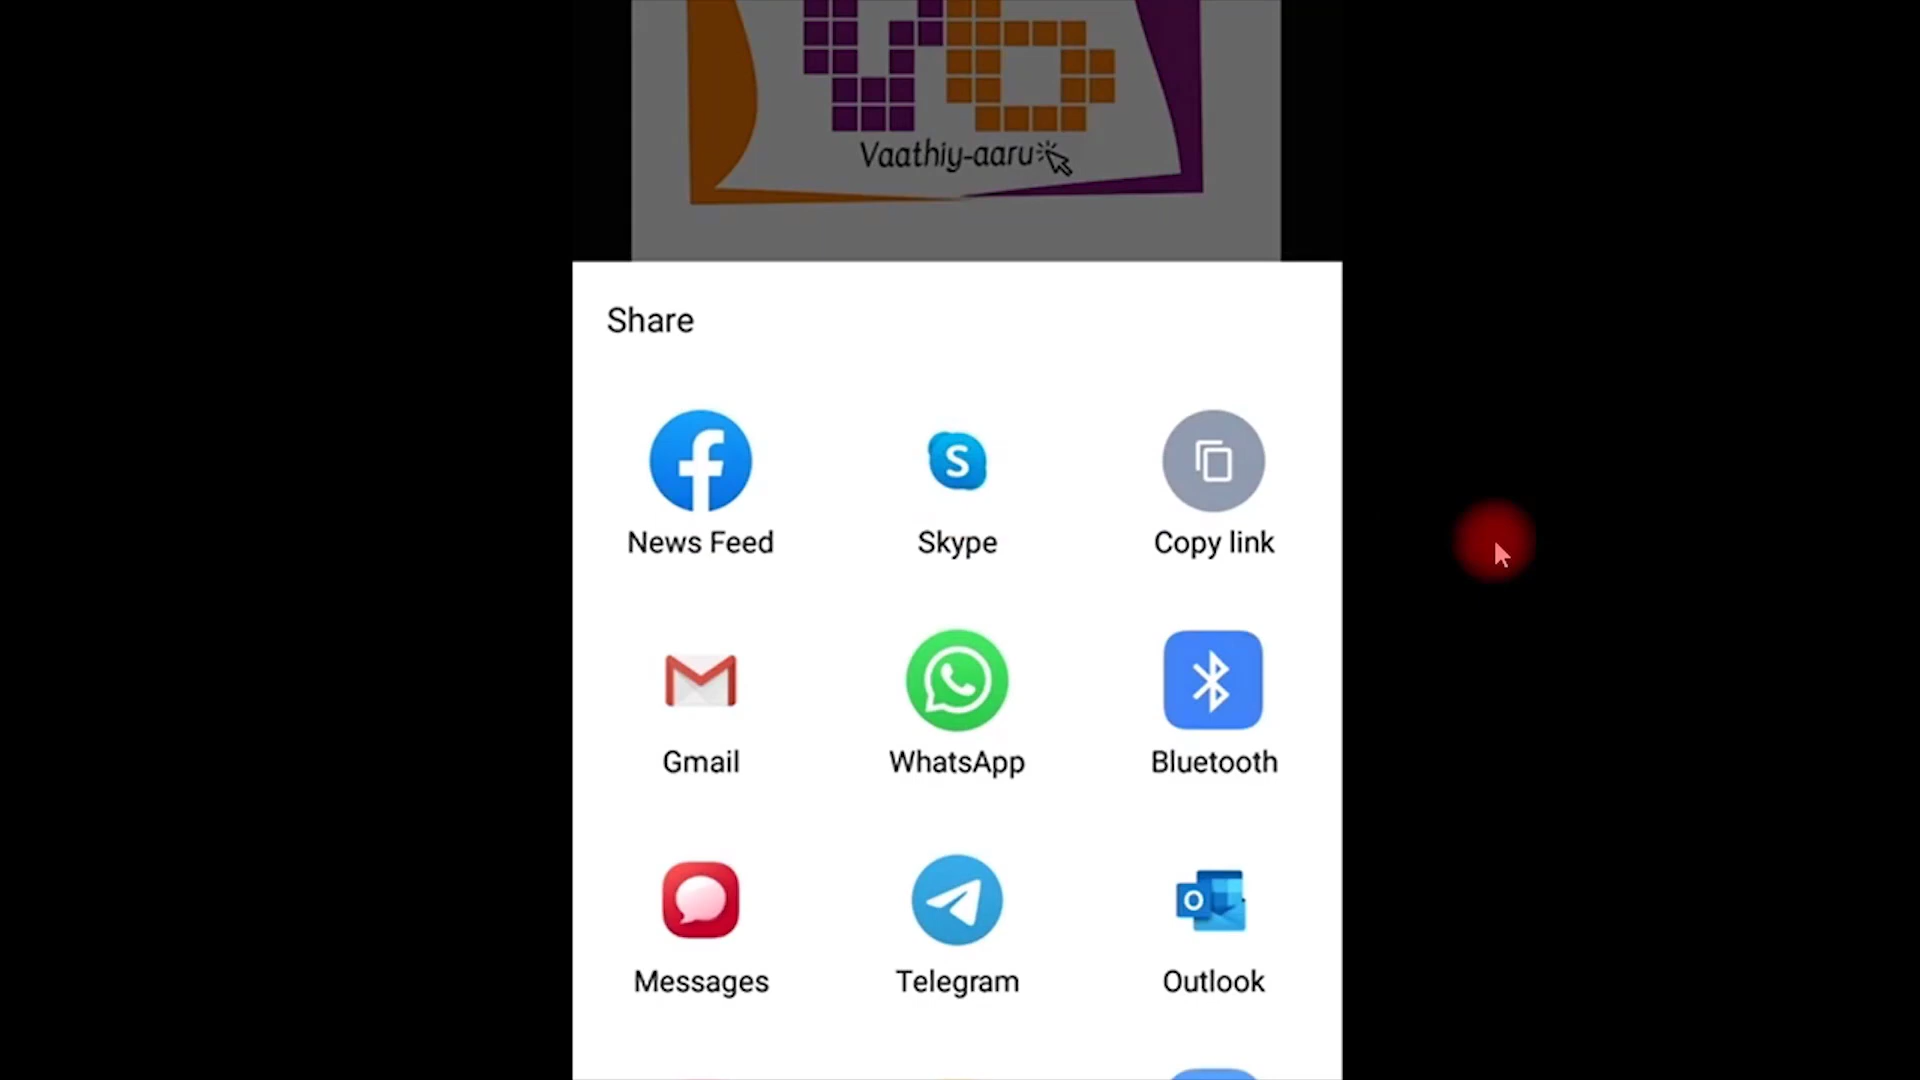 Vaathiy-aaru
Share
News Feed
Skype
Copy link
Gmail
WhatsApp
Bluetooth
Messages
Telegram
Outlook